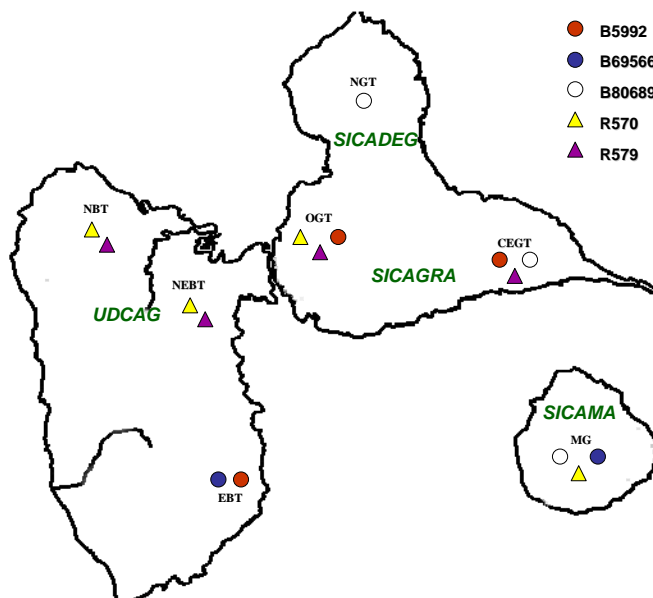 B5992
B69566
B80689
R570
R579
NGT
SICADEG
NBT
OGT
CEGT
NEBT
SICAGRA
UDCAG
SICAMA
MG
EBT